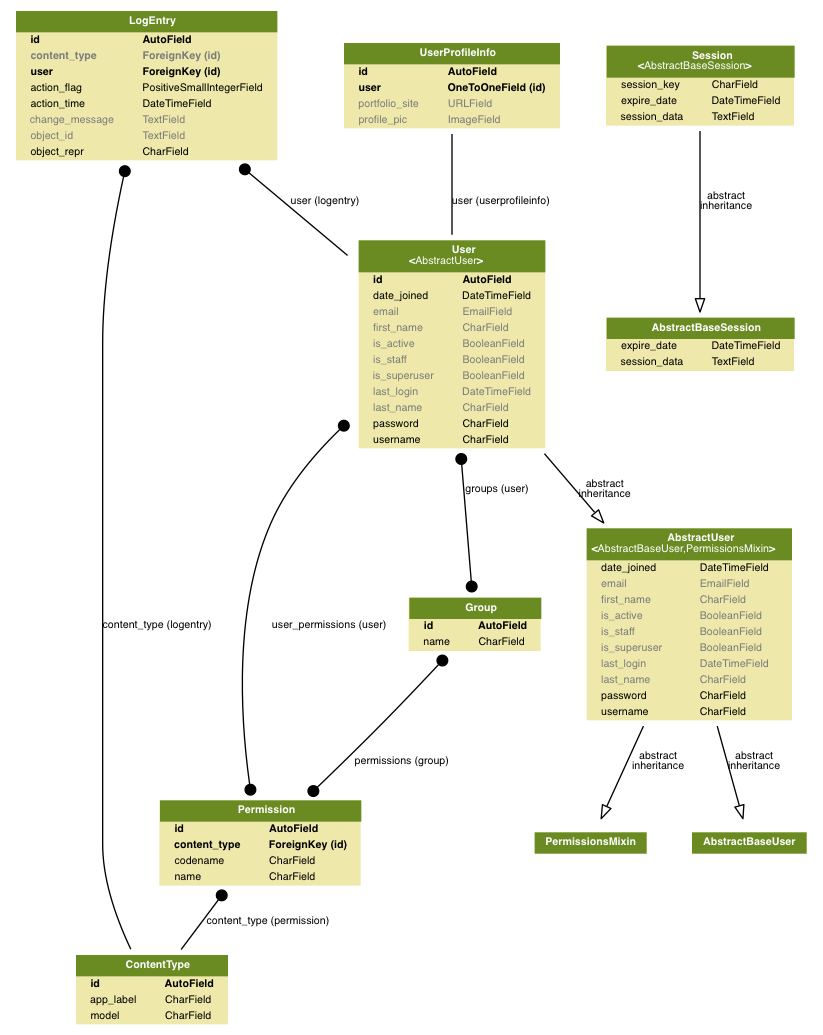 LogEntry
id AutoField
content_type ForeignKey (id)
user ForeignKey (id)
action_flag PositiveSmallIntegerField
action_time DateTimeField
change_message TextField
object_id TextField
object_repr CharField
UserProfileInfo
id AutoField
user OneToOneField (id)
portfolio_site URLField
profile_pic ImageField
Session
<AbstractBaseSession>
session_key CharField
expire_date DateTimeField
session_data TextField
user (logentry)
user (userprofileinfo)
abstract
inheritance
User
<AbstractUser>
id AutoField
date_joined DateTimeField
email EmailField
first_name CharField
is_active BooleanField
is_staff BooleanField
is_superuser BooleanField
last_login DateTimeField
last_name CharField
password CharField
username CharField
AbstractBaseSession
expire_date DateTimeField
session_data TextField
groups (user)
abstract
inheritance
AbstractUser
<AbstractBaseUser,PermissionsMixin>
date_joined DateTimeField
email EmailField
first_name CharField
is_active BooleanField
is_staff BooleanField
is_superuser BooleanField
last_login DateTimeField
last_name CharField
password CharField
username CharField
Group
id AutoField
name CharField
content_type (logentry)
user_permissions (user)
permissions (group)
abstract
inheritance
abstract
inheritance
Permission
id AutoField
content_type ForeignKey (id)
codename CharField
name CharField
PermissionsMixin
AbstractBaseUser
content_type (permission)
ContentType
id AutoField
app_label CharField
model CharField